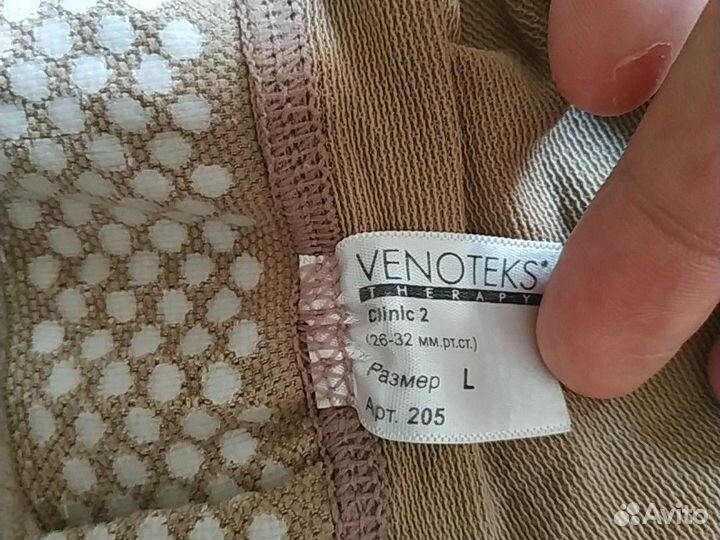 VENOTEKS®
THERAPY
Clinic 2
(26-32 мм.рт.ст.)
Размер L
Арт. 205
Avito